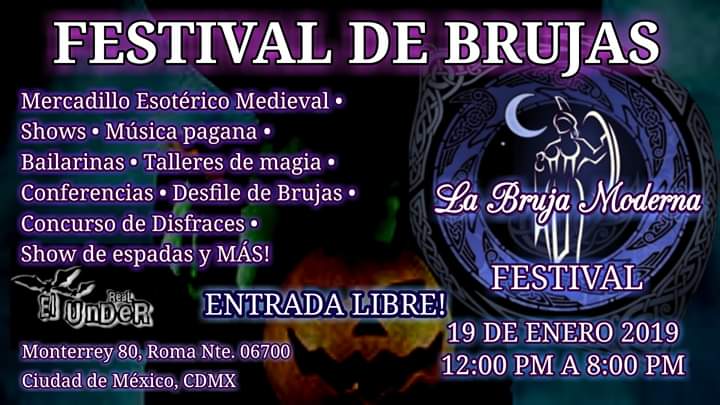 FESTIVAL DE BRUJAS
Mercadillo Esotérico Medieval •
Shows • Música pagana •
Bailarinas • Talleres de magia •
Conferencias • Desfile de Brujas •
Concurso de Disfraces •
Show de espadas y MÁS!
La Bruja Moderna
FESTIVAL
19 DE ENERO 2019
12:00 PM A 8:00 PM
ENTRADA LIBRE!
El Real UnDeR
Monterrey 80, Roma Nte. 06700
Ciudad de México, CDMX